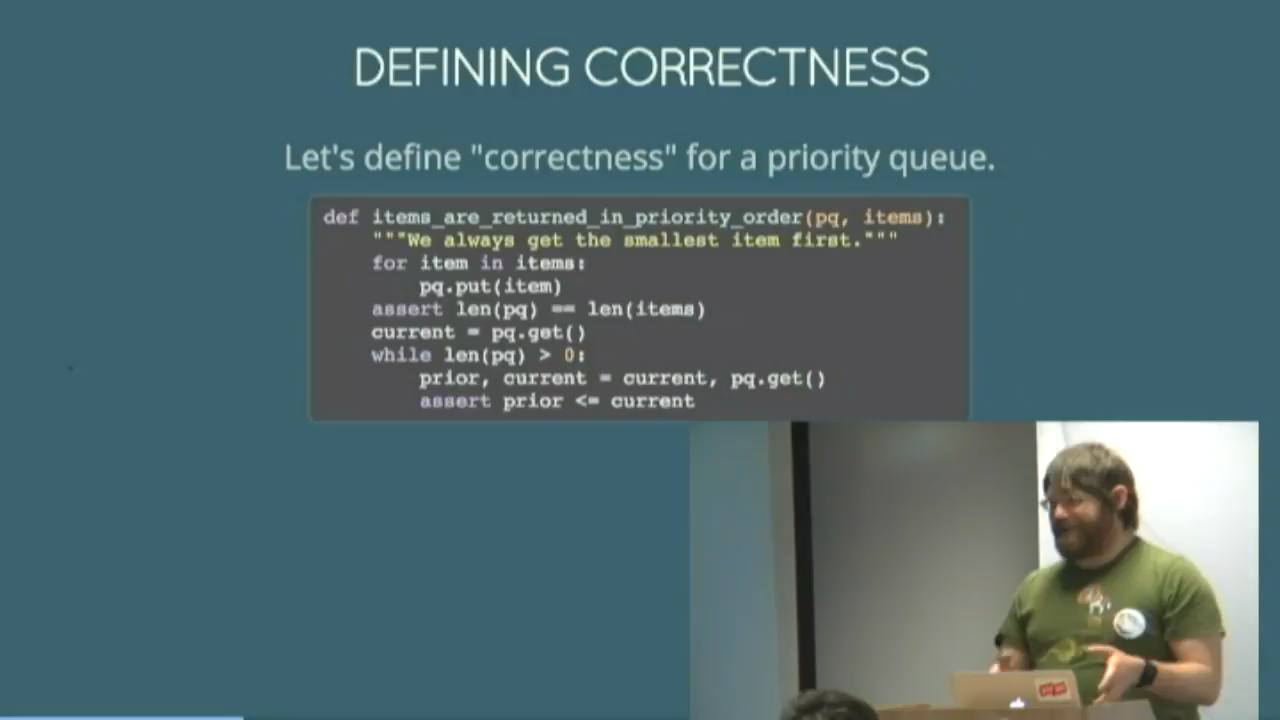 DEFINING CORRECTNESS
Let's define "correctness" for a priority queue.
def items_are_returned_in_priority_order(pq, items):
    """We always get the smallest item first."""
    for item in items:
        pq.put(item)
    assert len(pq) == len(items)
    current = pq.get()
    while len(pq) > 0:
        prior, current = current, pq.get()
        assert prior <= current